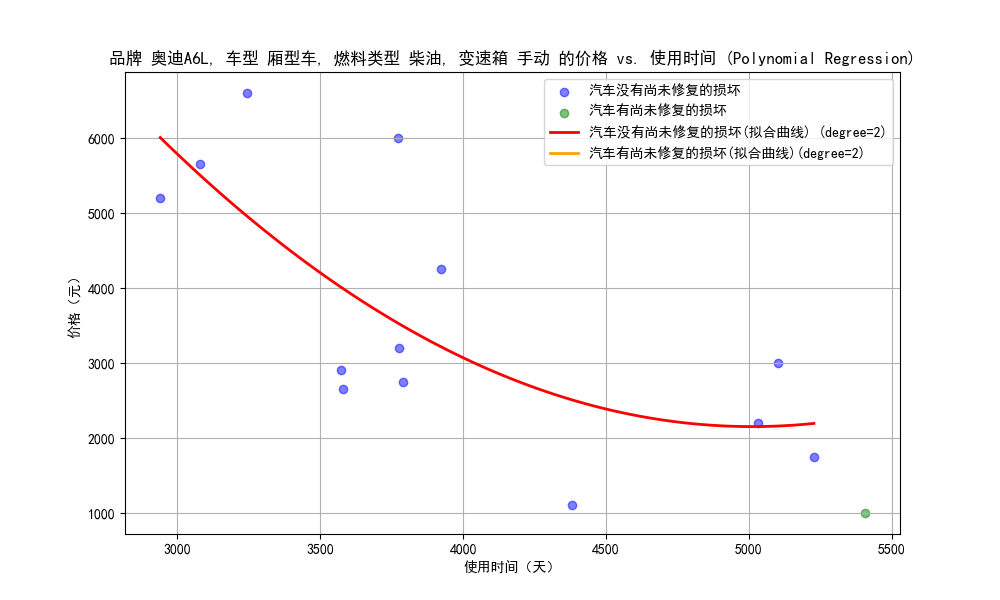 品牌 奥迪A6L, 车型 厢型车, 燃料类型 柴油, 变速箱 手动 的价格 vs. 使用时间 (Polynomial Regression)
汽车没有尚未修复的损坏
汽车有尚未修复的损坏
汽车没有尚未修复的损坏(拟合曲线) (degree=2)
汽车有尚未修复的损坏(拟合曲线)(degree=2)
价格（元）
6000
5000
4000
3000
2000
1000
3000 3500 4000 4500 5000 5500
使用时间（天）